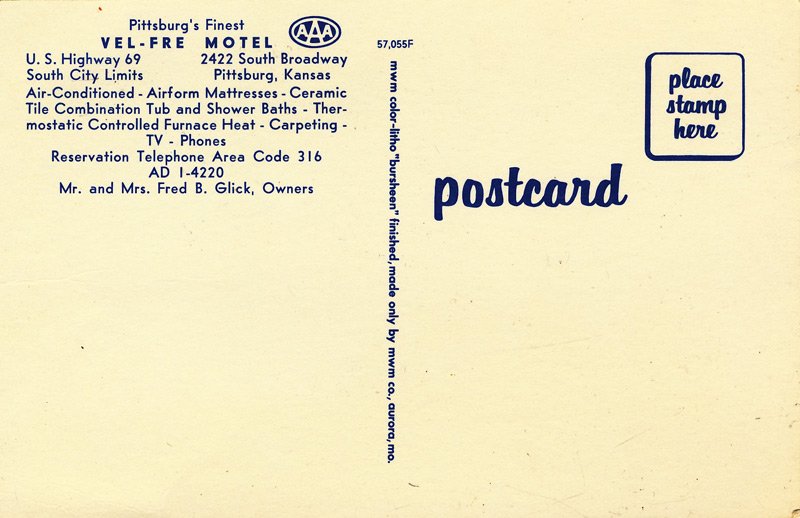 Pittsburg's Finest
VEL-FRE MOTEL AAA
U. S. Highway 69 2422 South Broadway
South City Limits Pittsburg, Kansas
Air-Conditioned - Airform Mattresses - Ceramic
Tile Combination Tub and Shower Baths - Ther-
mostatic Controlled Furnace Heat - Carpeting -
TV - Phones
Reservation Telephone Area Code 316
AD 1-4220
Mr. and Mrs. Fred B. Glick, Owners
57,055F
mwm color-litho "bursheen" finished, made only by mwm co., aurora, mo.
place
stamp
here
postcard